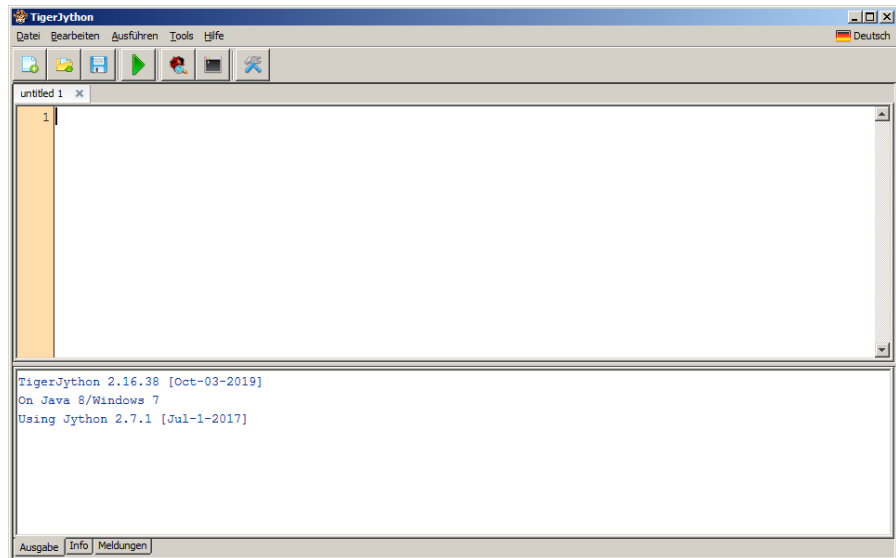 TigerJython
Datei Bearbeiten Ausführen Tools Hilfe Deutsch
untitled 1
1
TigerJython 2.16.38 [Oct-03-2019]
On Java 8/Windows 7
Using Jython 2.7.1 [Jul-1-2017]
Ausgabe Info Meldungen